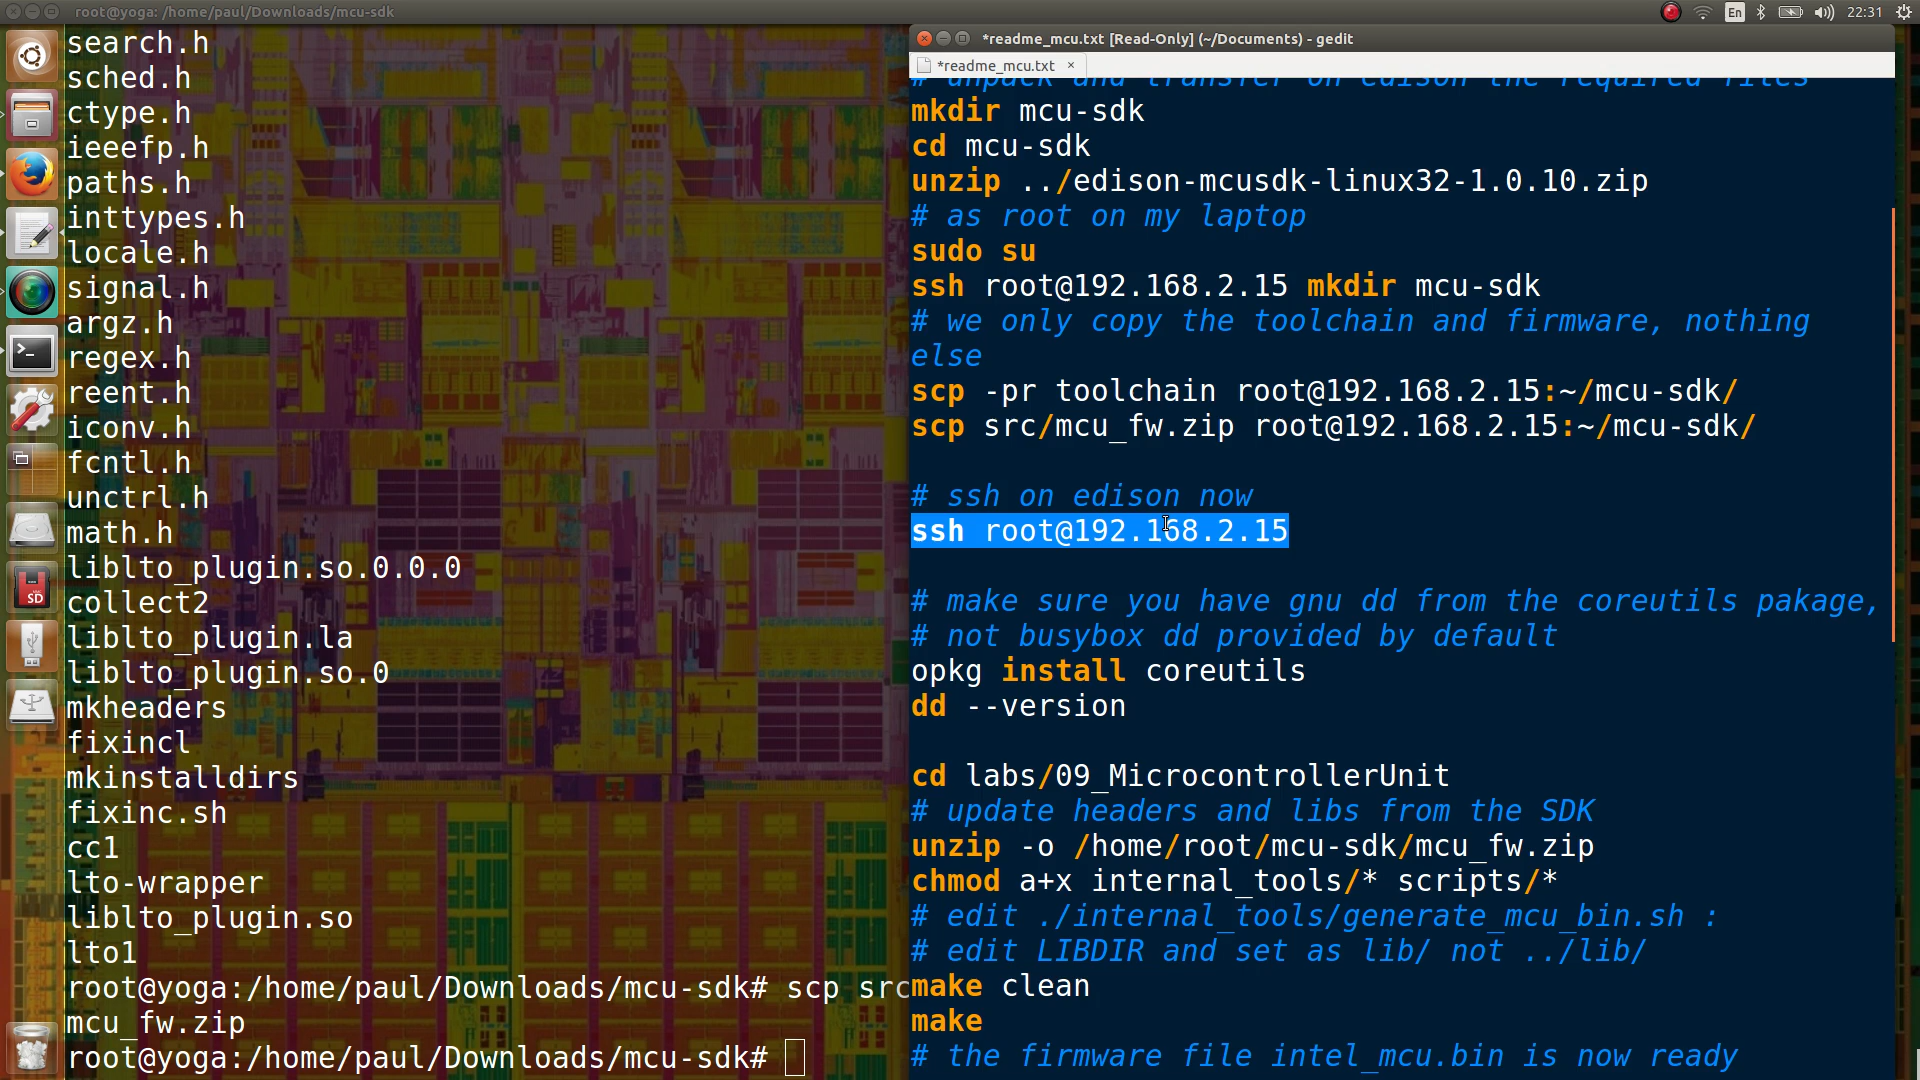 root@yoga: /home/paul/Downloads/mcu-sdk
En
22:31
search.h
sched.h
ctype.h
ieeefp.h
paths.h
inttypes.h
locale.h
signal.h
argz.h
regex.h
reent.h
iconv.h
fcntl.h
unctrl.h
math.h
liblto_plugin.so.0.0.0
collect2
liblto_plugin.la
liblto_plugin.so.0
mkheaders
fixincl
mkinstalldirs
fixinc.sh
cc1
lto-wrapper
liblto_plugin.so
lto1
root@yoga:/home/paul/Downloads/mcu-sdk# scp src
mcu_fw.zip
root@yoga:/home/paul/Downloads/mcu-sdk#
>_
SD
*readme_mcu.txt [Read-Only] (~/Documents) - gedit
*readme_mcu.txt ×
# unpack and transfer on edison the required files
mkdir mcu-sdk
cd mcu-sdk
unzip ../edison-mcusdk-linux32-1.0.10.zip
# as root on my laptop
sudo su
ssh root@192.168.2.15 mkdir mcu-sdk
# we only copy the toolchain and firmware, nothing
else
scp -pr toolchain root@192.168.2.15:~/mcu-sdk/
scp src/mcu_fw.zip root@192.168.2.15:~/mcu-sdk/
# ssh on edison now
ssh root@192.168.2.15
# make sure you have gnu dd from the coreutils pakage,
# not busybox dd provided by default
opkg install coreutils
dd --version
cd labs/09_MicrocontrollerUnit
# update headers and libs from the SDK
unzip -o /home/root/mcu-sdk/mcu_fw.zip
chmod a+x internal_tools/* scripts/*
# edit ./internal_tools/generate_mcu_bin.sh :
# edit LIBDIR and set as lib/ not ../lib/
make clean
make
# the firmware file intel_mcu.bin is now ready